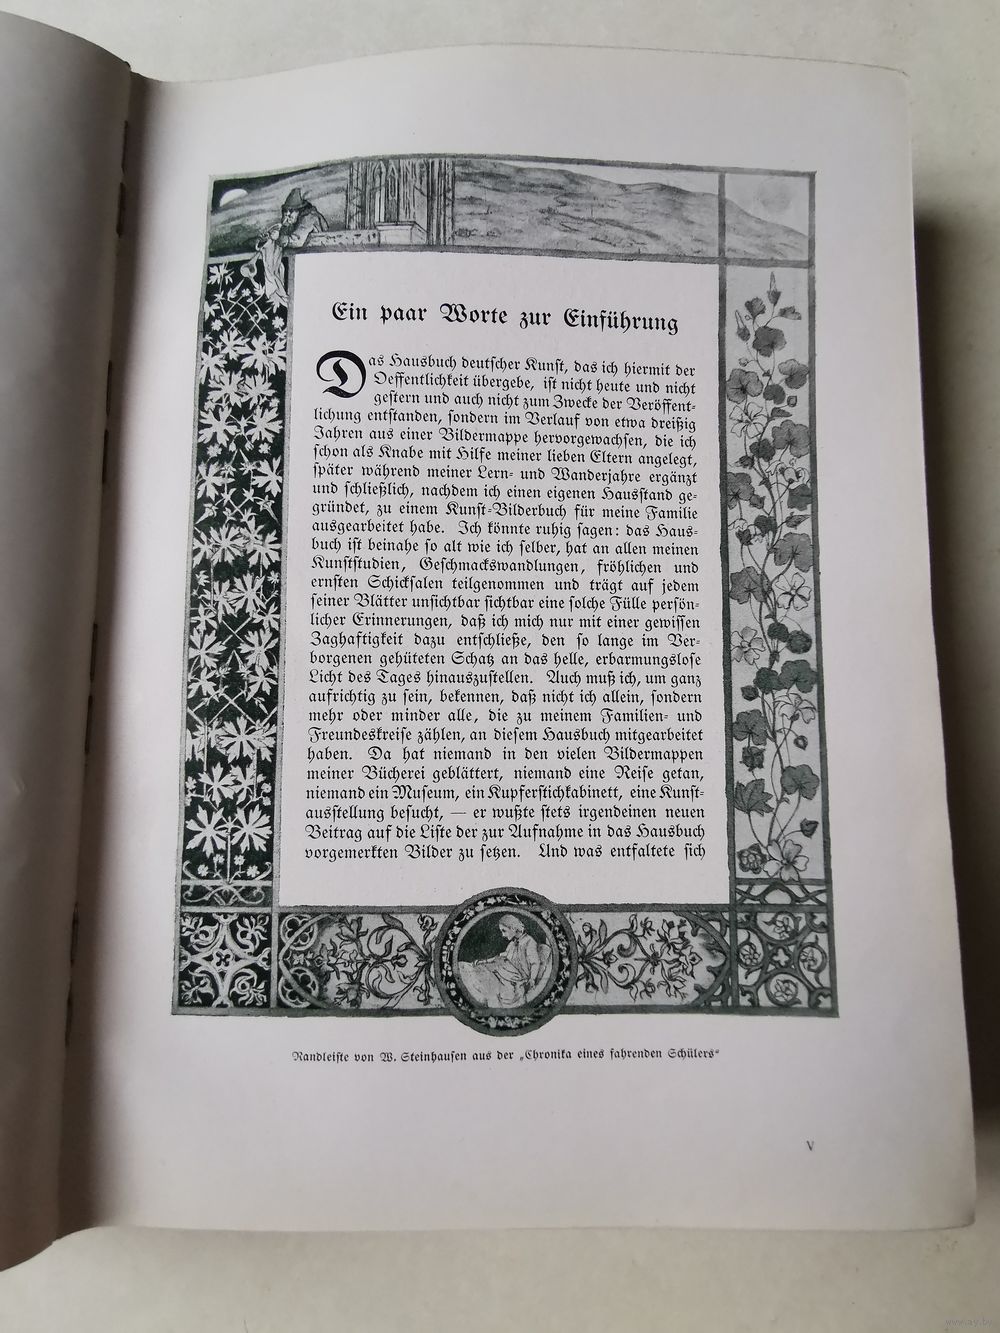 Ein paar Worte zur Einführung
Das Hausbuch deutscher Kunst, das ich hiermit der
Oeffentlichkeit übergebe, ist nicht heute und nicht
gestern und auch nicht zum Zwecke der Veröffent-
lichung entstanden, sondern im Verlauf von etwa dreißig
Jahren aus einer Bildermappe hervorgewachsen, die ich
schon als Knabe mit Hilfe meiner lieben Eltern angelegt,
später während meiner Lern- und Wanderjahre ergänzt
und schließlich, nachdem ich einen eigenen Hausstand ge-
gründet, zu einem Kunst-Bilderbuch für meine Familie
ausgearbeitet habe. Ich könnte ruhig sagen: das Haus-
buch ist beinahe so alt wie ich selber, hat an allen meinen
Kunststudien, Geschmackswandlungen, fröhlichen und
ernsten Schicksalen teilgenommen und trägt auf jedem
seiner Blätter unsichtbar sichtbar eine solche Fülle persön-
licher Erinnerungen, daß ich mich nur mit einer gewissen
Zaghaftigkeit dazu entschließe, den so lange im Ver-
borgenen gehüteten Schatz an das helle, erbarmungslose
Licht des Tages hinauszustellen. Auch muß ich, um ganz
aufrichtig zu sein, bekennen, daß nicht ich allein, sondern
mehr oder minder alle, die zu meinem Familien- und
Freundeskreise zählen, an diesem Hausbuch mitgearbeitet
haben. Da hat niemand in den vielen Bildermappen
meiner Bücherei geblättert, niemand eine Reise getan,
niemand ein Museum, ein Kupferstichkabinett, eine Kunst-
ausstellung besucht, — er wußte stets irgendeinen neuen
Beitrag auf die Liste der zur Aufnahme in das Hausbuch
vorgemerkten Bilder zu setzen. Und was entfaltete sich
Randleiste von W. Steinhausen aus der „Chronika eines fahrenden Schülers“
V
www.ay.by